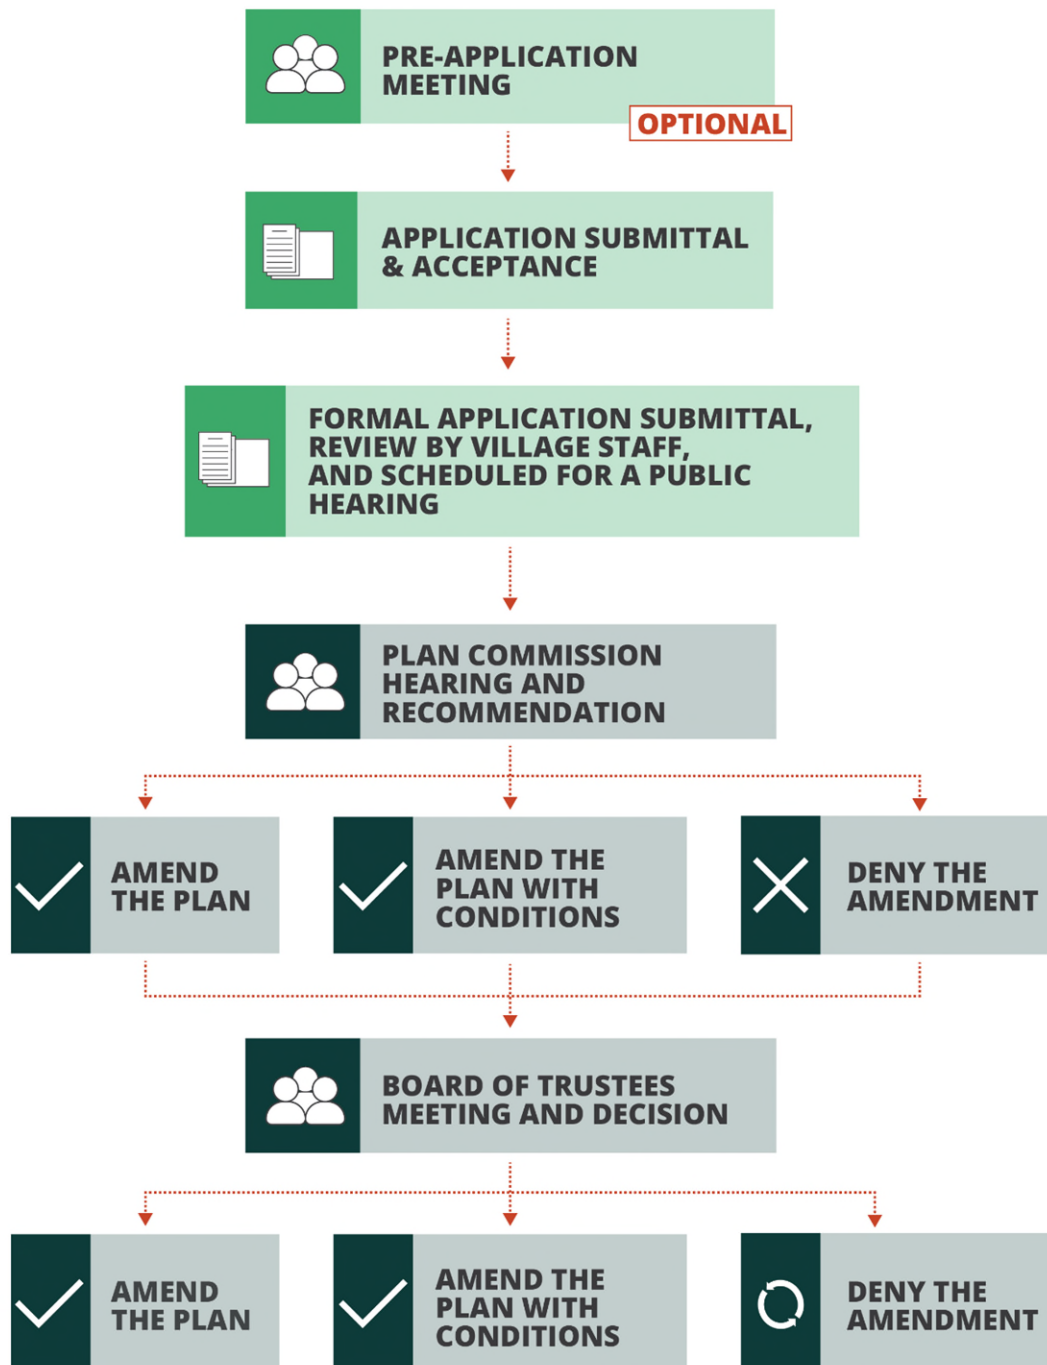 PRE-APPLICATION
MEETING
OPTIONAL
APPLICATION SUBMITTAL
& ACCEPTANCE
FORMAL APPLICATION SUBMITTAL,
REVIEW BY VILLAGE STAFF,
AND SCHEDULED FOR A PUBLIC
HEARING
PLAN COMMISSION
HEARING AND
RECOMMENDATION
AMEND
THE PLAN
AMEND THE
PLAN WITH
CONDITIONS
DENY THE
AMENDMENT
BOARD OF TRUSTEES
MEETING AND DECISION
AMEND
THE PLAN
AMEND THE
PLAN WITH
CONDITIONS
DENY THE
AMENDMENT